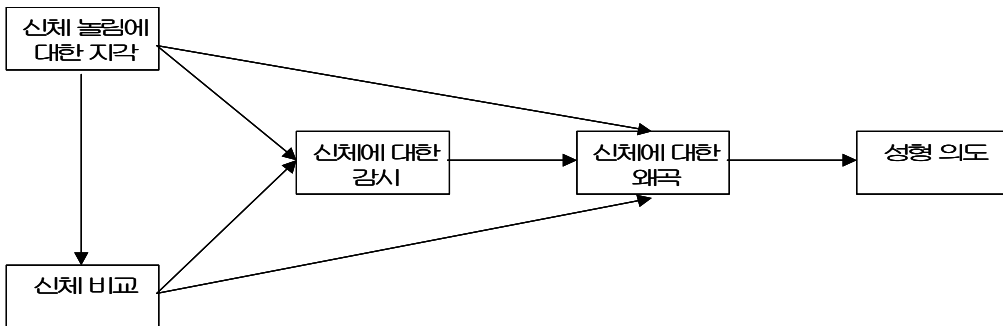 신체 놀림에
대한 지각
신체에 대한
감시
신체에 대한
왜곡
성형 의도
신체 비교